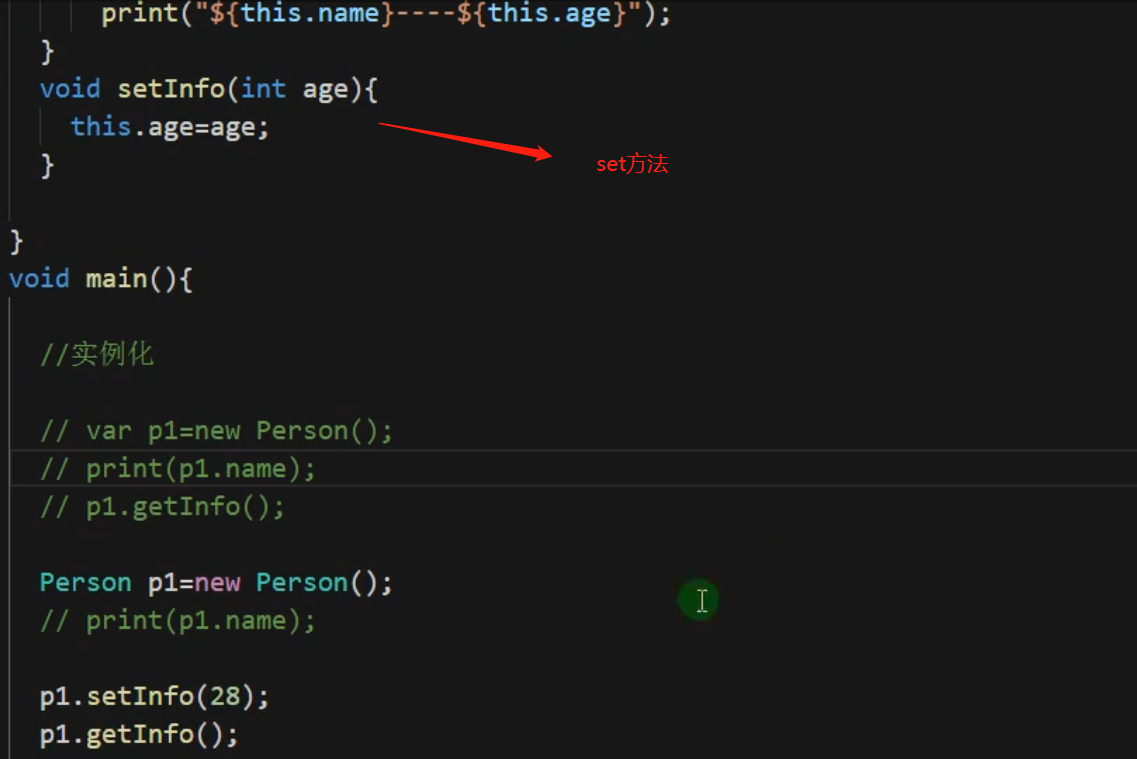 print("${this.name}----${this.age}");
}
void setInfo(int age){
this.age=age;
set方法
}
}
void main(){
//实例化
// var p1=new Person();
// print(p1.name);
// p1.getInfo();
Person p1=new Person();
// print(p1.name);
p1.setInfo(28);
p1.getInfo();